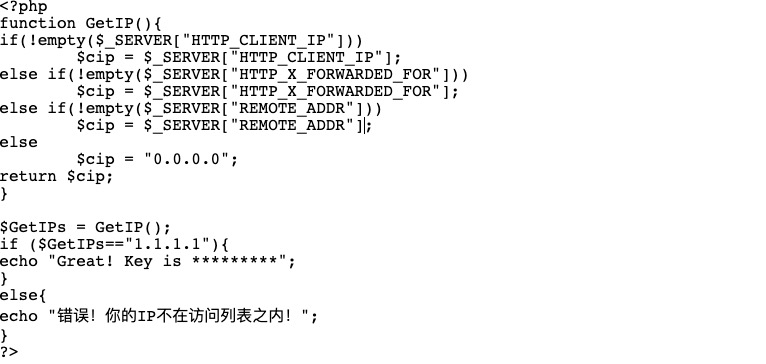 <?php
function GetIP(){
if(!empty($_SERVER["HTTP_CLIENT_IP"]))
        $cip = $_SERVER["HTTP_CLIENT_IP"];
else if(!empty($_SERVER["HTTP_X_FORWARDED_FOR"]))
        $cip = $_SERVER["HTTP_X_FORWARDED_FOR"];
else if(!empty($_SERVER["REMOTE_ADDR"]))
        $cip = $_SERVER["REMOTE_ADDR"];
else
        $cip = "0.0.0.0";
return $cip;
}

$GetIPs = GetIP();
if ($GetIPs=="1.1.1.1"){
echo "Great! Key is *********";
}
else{
echo "错误！你的IP不在访问列表之内！";
}
?>